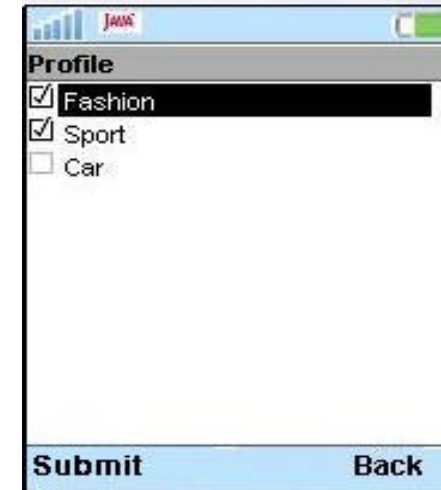 JAVA
Profile
Fashion
Sport
Car
Submit Back